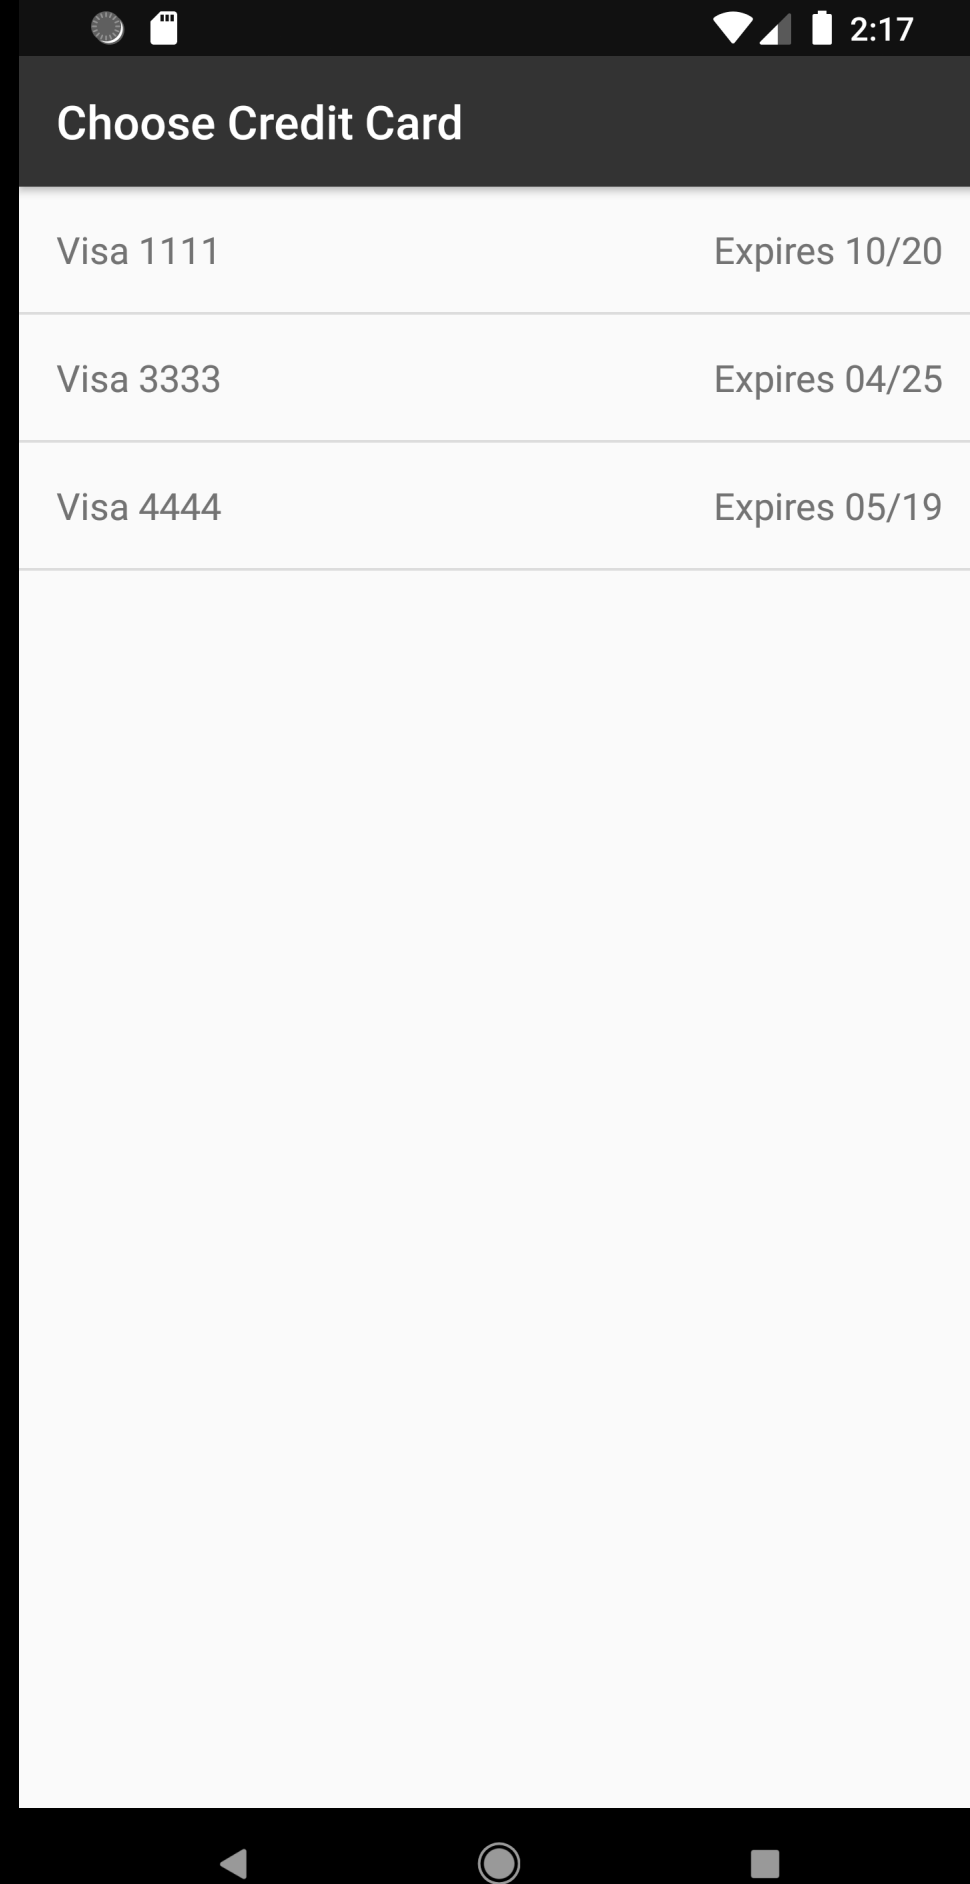 2:17
Choose Credit Card
Visa 1111 Expires 10/20
Visa 3333 Expires 04/25
Visa 4444 Expires 05/19